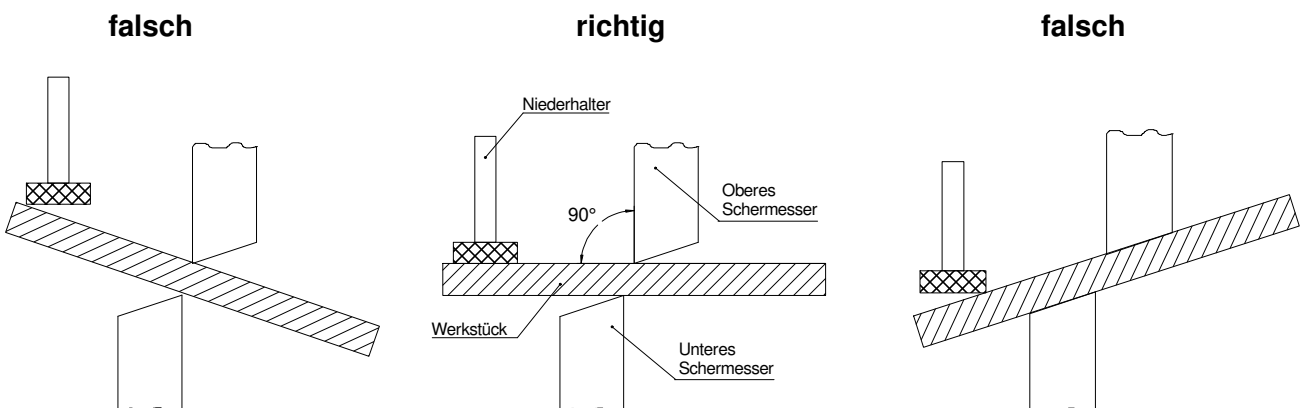 falsch
richtig
falsch
Niederhalter
Oberes
Schermesser
90°
Werkstück
Unteres
Schermesser